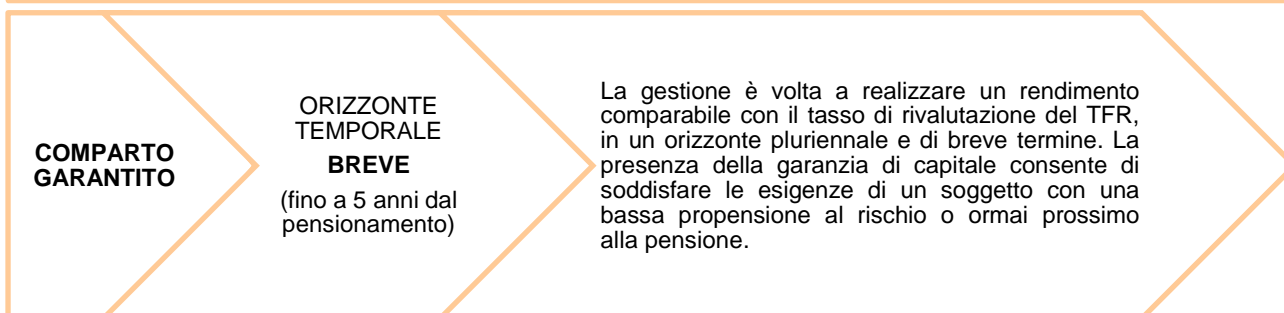 COMPARTO
GARANTITO
ORIZZONTE
TEMPORALE
BREVE
(fino a 5 anni dal
pensionamento)
La gestione è volta a realizzare un rendimento
comparabile con il tasso di rivalutazione del TFR,
in un orizzonte pluriennale e di breve termine. La
presenza della garanzia di capitale consente di
soddisfare le esigenze di un soggetto con una
bassa propensione al rischio o ormai prossimo
alla pensione.